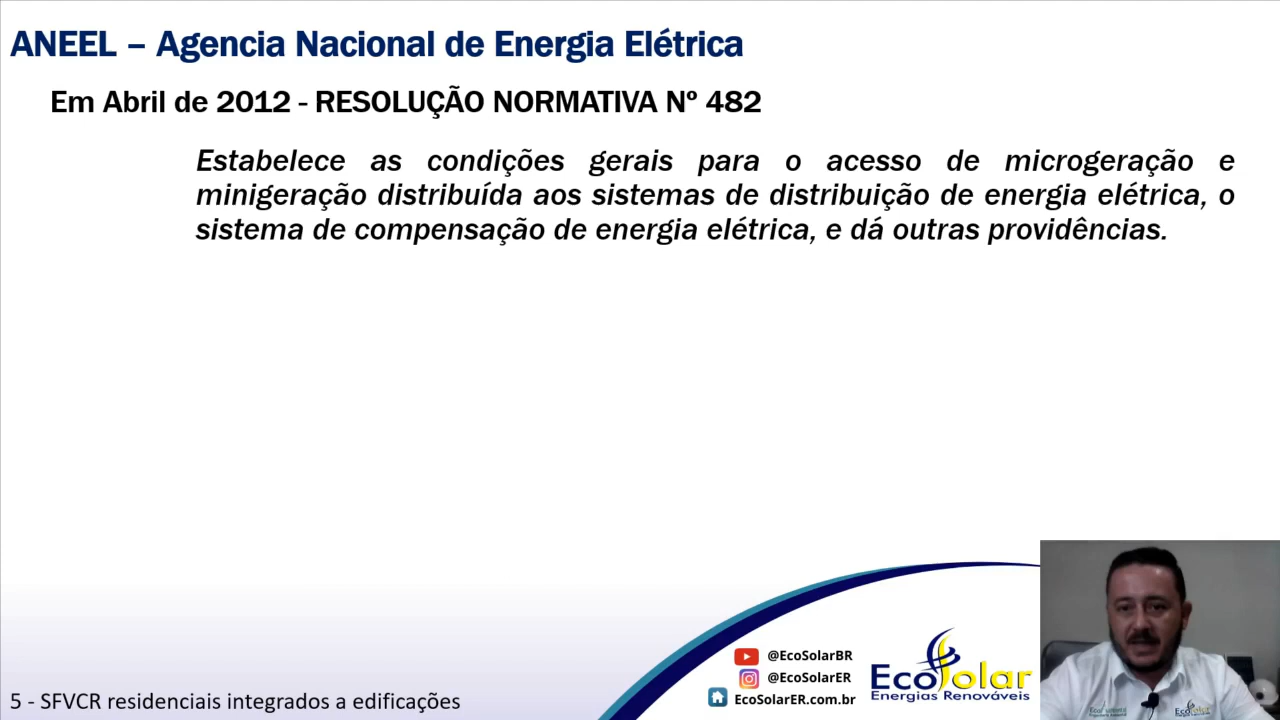 ANEEL – Agencia Nacional de Energia Elétrica
Em Abril de 2012 - RESOLUÇÃO NORMATIVA Nº 482
Estabelece as condições gerais para o acesso de microgeração e
minigeração distribuída aos sistemas de distribuição de energia elétrica, o
sistema de compensação de energia elétrica, e dá outras providências.
@EcoSolarBR
@EcoSolarER
EcoSolarER.com.br
EcoSolar
Energias Renováveis
5 - SFVCR residenciais integrados a edificações